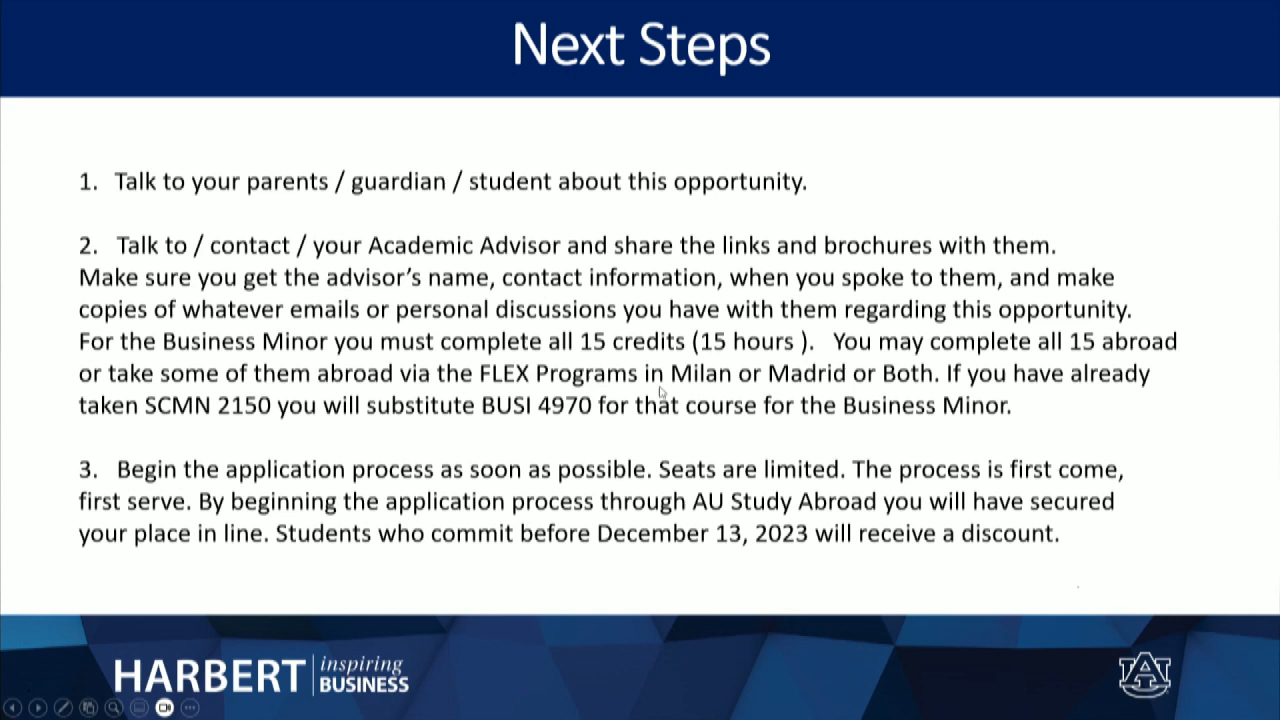 Next Steps
1. Talk to your parents / guardian / student about this opportunity.
2. Talk to / contact / your Academic Advisor and share the links and brochures with them.
Make sure you get the advisor’s name, contact information, when you spoke to them, and make
copies of whatever emails or personal discussions you have with them regarding this opportunity.
For the Business Minor you must complete all 15 credits (15 hours ). You may complete all 15 abroad
or take some of them abroad via the FLEX Programs in Milan or Madrid or Both. If you have already
taken SCMN 2150 you will substitute BUSI 4970 for that course for the Business Minor.
3. Begin the application process as soon as possible. Seats are limited. The process is first come,
first serve. By beginning the application process through AU Study Abroad you will have secured
your place in line. Students who commit before December 13, 2023 will receive a discount.
HARBERT inspiring
BUSINESS
AU